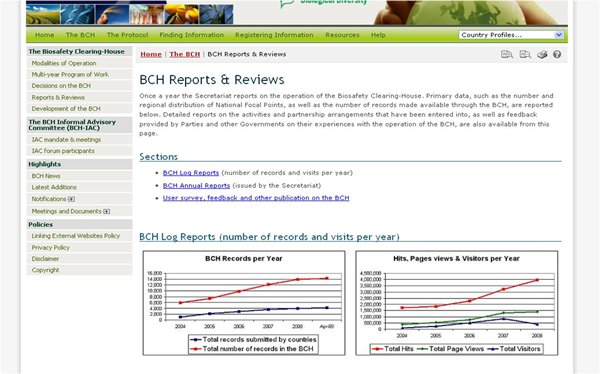 Biological Diversity
Home The BCH The Protocol Finding Information Registering Information Resources Help Country Profiles...
The Biosafety Clearing-House
Modalities of Operation
Multi-year Program of Work
Decisions on the BCH
Reports & Reviews
Development of the BCH
The BCH Informal Advisory
Committee (BCH-IAC)
IAC mandate & meetings
IAC forum participants
Highlights
BCH News
Latest Additions
Notifications
Meetings and Documents
Policies
Linking External Websites Policy
Privacy Policy
Disclaimer
Copyright
Home | The BCH | BCH Reports & Reviews
BCH Reports & Reviews
Once a year the Secretariat reports on the operation of the Biosafety Clearing-House. Primary data, such as the number and
regional distribution of National Focal Points, as well as the number of records made available through the BCH, are reported
below. Detailed reports on the activities and partnership arrangements that have been entered into, as well as feedback
provided by Parties and other Governments on their experiences with the operation of the BCH, are also available from this
page.
Sections
BCH Log Reports (number of records and visits per year)
BCH Annual Reports (issued by the Secretariat)
User survey, feedback and other publication on the BCH
BCH Log Reports (number of records and visits per year)
BCH Records per Year
16,000
14,000
12,000
10,000
8,000
6,000
4,000
2,000
0
2004 2005 2006 2007 2008 Apr-09
Total records submitted by countries
Total number of records in the BCH
Hits, Pages views & Visitors per Year
4,500,000
4,000,000
3,500,000
3,000,000
2,500,000
2,000,000
1,500,000
1,000,000
500,000
0
2004 2005 2006 2007 2008
Total Hits Total Page Views Total Visitors